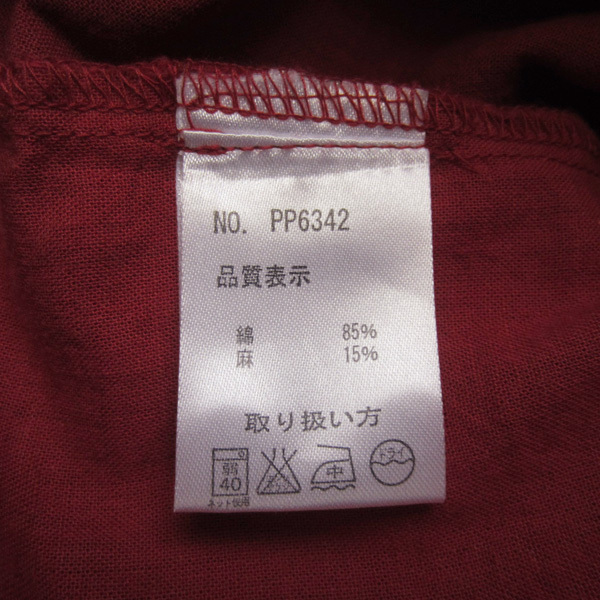 NO. PP6342
品質表示
綿 85%
麻 15%
取り扱い方
弱 中 ドライ
40
ネット使用